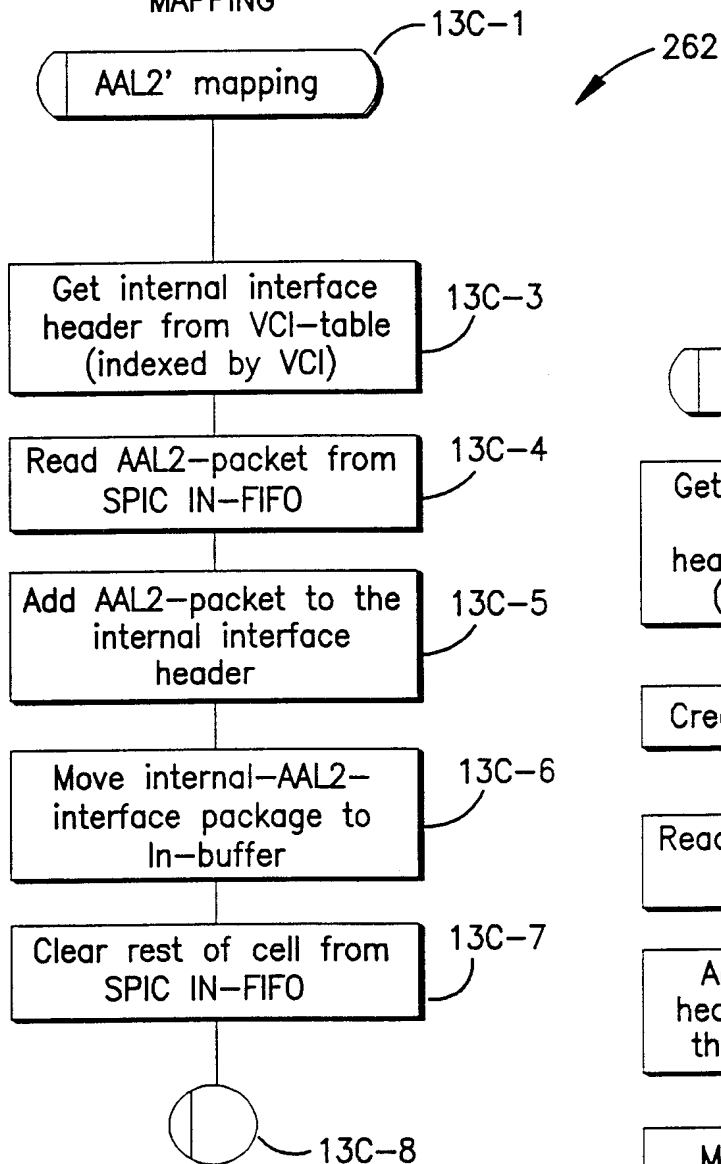 MAPPING
13C-1
262
AAL2' mapping
Get internal interface
header from VCI-table
(indexed by VCI)
13C-3
Read AAL2-packet from
SPIC IN-FIFO
13C-4
Add AAL2-packet to the
internal interface
header
13C-5
Move internal-AAL2-
interface package to
In-buffer
13C-6
Clear rest of cell from
SPIC IN-FIFO
13C-7
13C-8
Get